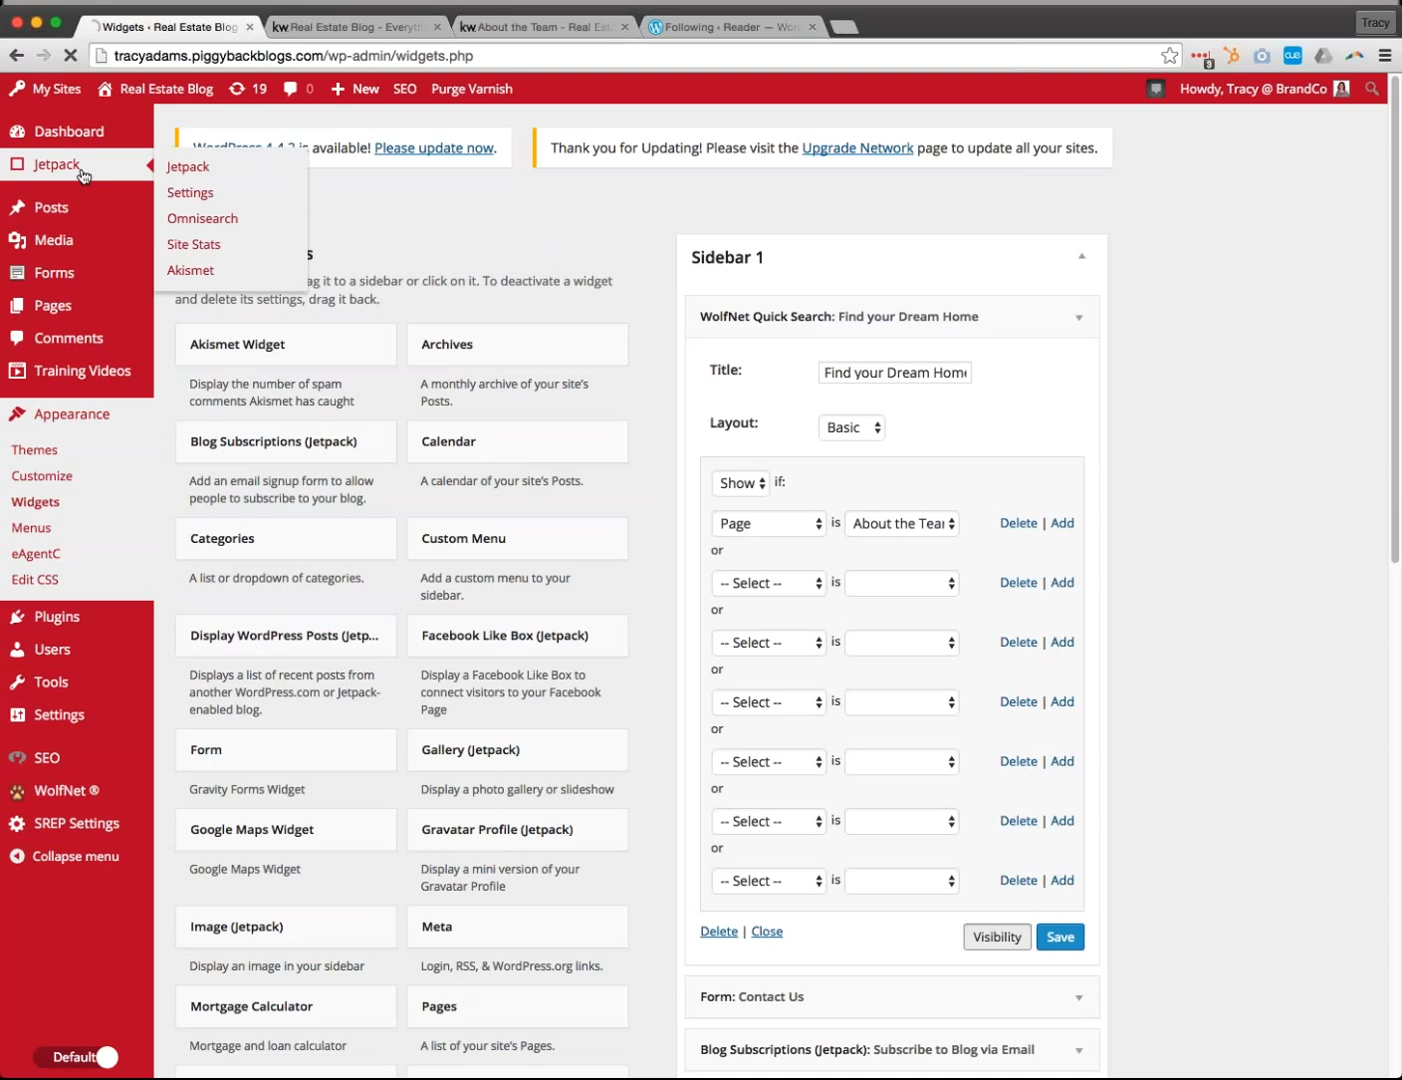 Widgets ‹ Real Estate Blog
kw Real Estate Blog - Everyth
kw About the Team - Real Est
Following ‹ Reader — Wor
Tracy
tracyadams.piggybackblogs.com/wp-admin/widgets.php
3
cue
My Sites
Real Estate Blog
19
0
New
SEO
Purge Varnish
Howdy, Tracy @ BrandCo
Dashboard
Jetpack
Posts
Media
Forms
Pages
Comments
Training Videos
Appearance
Themes
Customize
Widgets
Menus
eAgentC
Edit CSS
Plugins
Users
Tools
Settings
SEO
WolfNet ®
SREP Settings
Collapse menu
Default
Jetpack
Settings
Omnisearch
Site Stats
Akismet
is available! Please update now.
Thank you for Updating! Please visit the Upgrade Network page to update all your sites.
s
ag it to a sidebar or click on it. To deactivate a widget
and delete its settings, drag it back.
Akismet Widget
Display the number of spam
comments Akismet has caught
Archives
A monthly archive of your site's
Posts.
Blog Subscriptions (Jetpack)
Add an email signup form to allow
people to subscribe to your blog.
Calendar
A calendar of your site's Posts.
Categories
A list or dropdown of categories.
Custom Menu
Add a custom menu to your
sidebar.
Display WordPress Posts (Jetp...
Displays a list of recent posts from
another WordPress.com or Jetpack-
enabled blog.
Facebook Like Box (Jetpack)
Display a Facebook Like Box to
connect visitors to your Facebook
Page
Form
Gravity Forms Widget
Gallery (Jetpack)
Display a photo gallery or slideshow
Google Maps Widget
Google Maps Widget
Gravatar Profile (Jetpack)
Display a mini version of your
Gravatar Profile
Image (Jetpack)
Display an image in your sidebar
Meta
Login, RSS, & WordPress.org links.
Mortgage Calculator
Mortgage and loan calculator
Pages
A list of your site's Pages.
Sidebar 1
WolfNet Quick Search: Find your Dream Home
Title: Find your Dream Home
Layout: Basic
Show if:
Page is About the Tear Delete | Add
or
-- Select -- is Delete | Add
or
-- Select -- is Delete | Add
or
-- Select -- is Delete | Add
or
-- Select -- is Delete | Add
or
-- Select -- is Delete | Add
or
-- Select -- is Delete | Add
Delete | Close Visibility Save
Form: Contact Us
Blog Subscriptions (Jetpack): Subscribe to Blog via Email